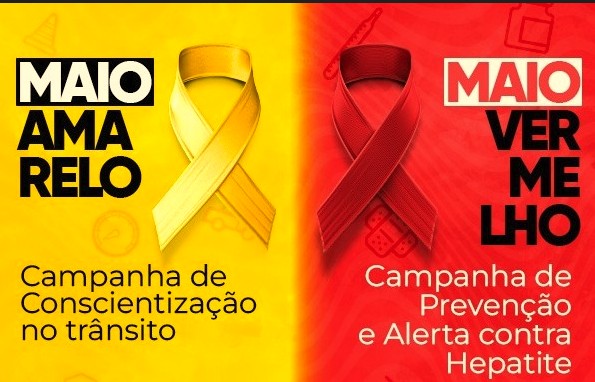 MAIO
AMA
RELO
Campanha de
Conscientização
no trânsito
MAIO
VER
ME
LHO
Campanha de
Prevenção
e Alerta contra
Hepatite